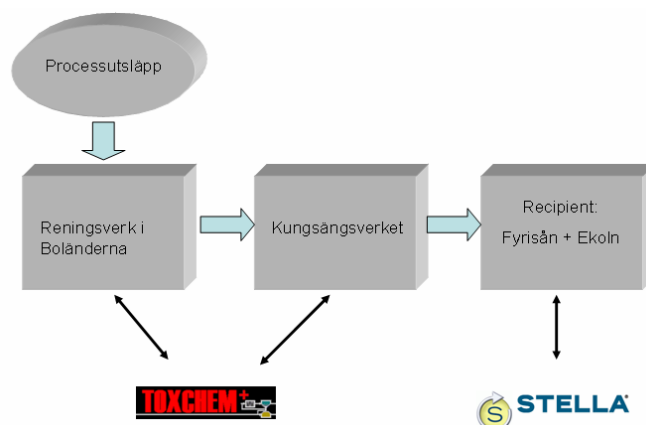 Processutsläpp
Reningsverk i
Boländerna
Kungsängsverket
Recipient:
Fyrisån + Ekoln
TOXCHEM+
S STELLA®